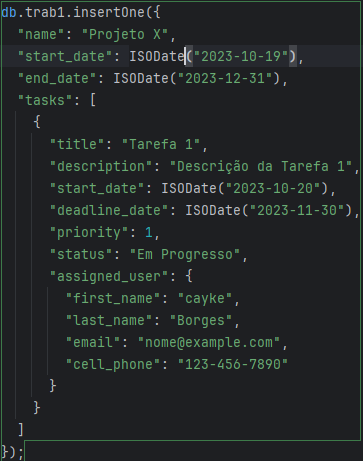 db.trab1.insertOne({
"name": "Projeto X",
"start_date": ISODate("2023-10-19"),
"end_date": ISODate("2023-12-31"),
"tasks": [
{
"title": "Tarefa 1",
"description": "Descrição da Tarefa 1",
"start_date": ISODate("2023-10-20"),
"deadline_date": ISODate("2023-11-30"),
"priority": 1,
"status": "Em Progresso",
"assigned_user": {
"first_name": "cayke",
"last_name": "Borges",
"email": "nome@example.com",
"cell_phone": "123-456-7890"
}
}
]
});